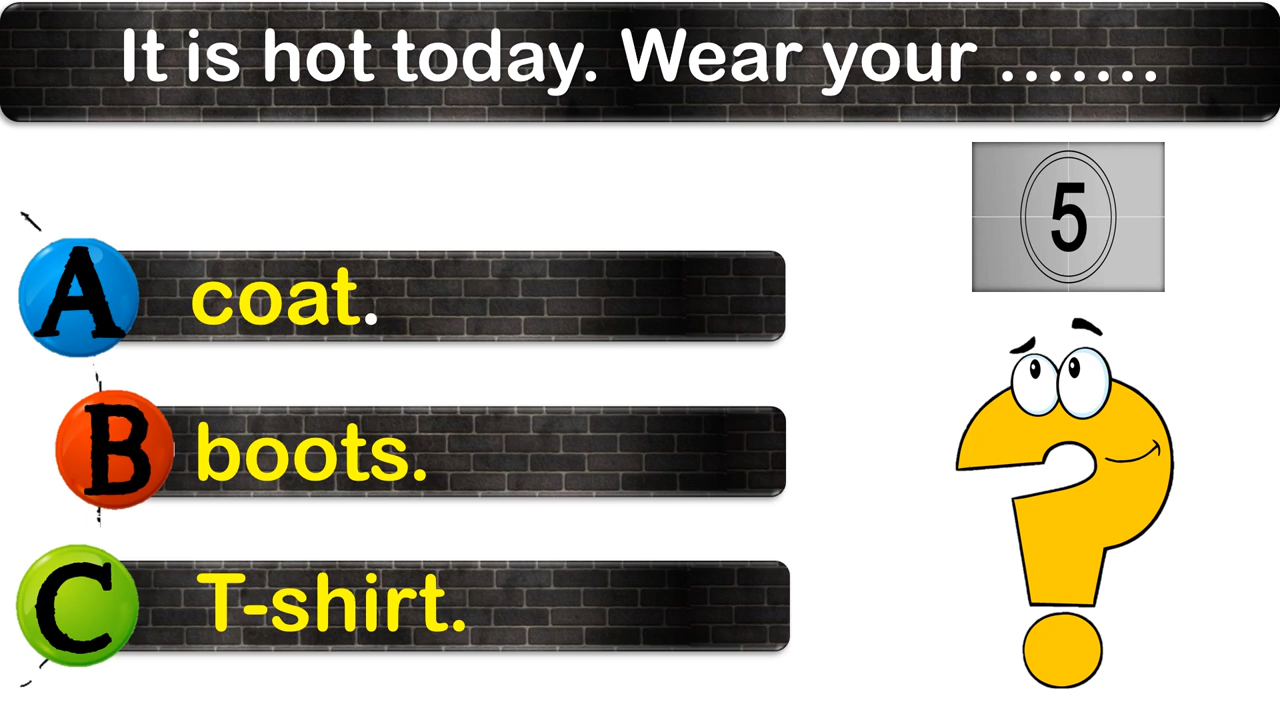 It is hot today. Wear your .......
5
A coat.
B boots.
C T-shirt.